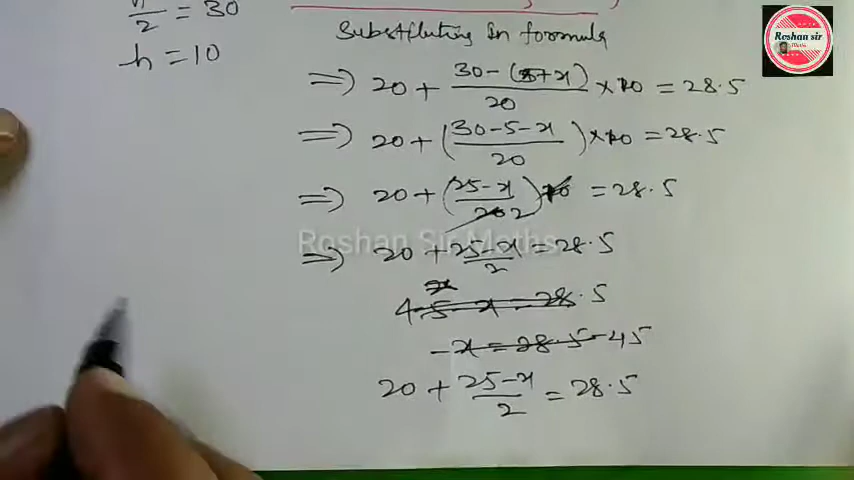 n/2 = 30
h = 10
Substituting in formula
⇒ 20 + 30-(5+x)/20 × 10 = 28.5
⇒ 20 + (30-5-x/20) × 10 = 28.5
⇒ 20 + (25-x/20 2) × 10 = 28.5
⇒ 20 + 25-x/2 = 28.5
45 - x = 28.5
-x = 28.5 - 45
20 + 25-x/2 = 28.5
Roshan sir
Maths
Roshan Sir Maths